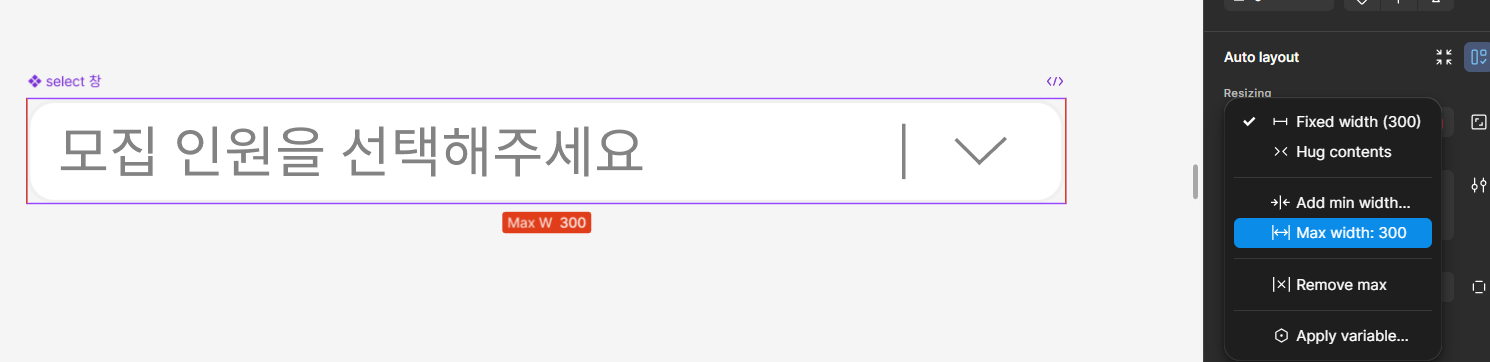 Auto layout
select 창
Resizing
모집 인원을 선택해주세요
Max W 300
Fixed width (300)
Hug contents
Add min width...
Max width: 300
Remove max
Apply variable...